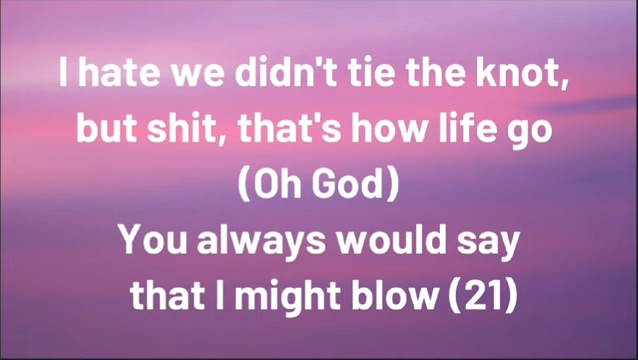 I hate we didn't tie the knot,
but shit, that's how life go
(Oh God)
You always would say
that I might blow (21)